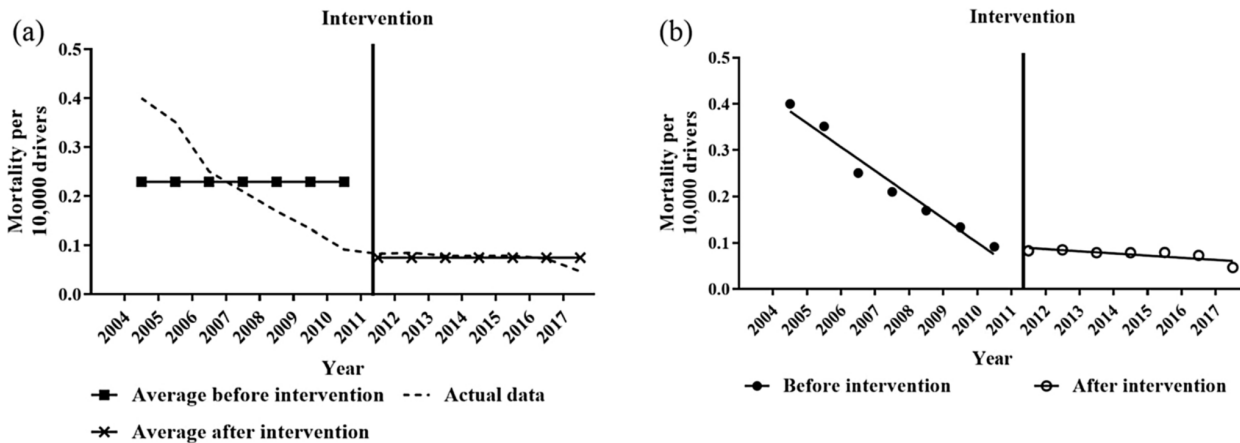 (a)
Intervention
Mortality per
10,000 drivers
0.5
0.4
0.3
0.2
0.1
0.0
2004
2005
2006
2007
2008
2009
2010
2011
2012
2013
2014
2015
2016
2017
Year
Average before intervention
Actual data
Average after intervention
(b)
Intervention
Mortality per
10,000 drivers
0.5
0.4
0.3
0.2
0.1
0.0
2004
2005
2006
2007
2008
2009
2010
2011
2012
2013
2014
2015
2016
2017
Year
Before intervention
After intervention